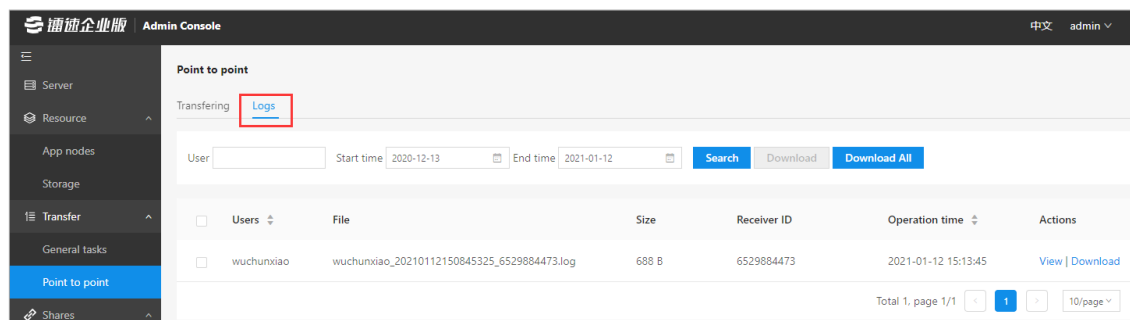 镭速企业版 Admin Console 中文 admin
Server
Resource
App nodes
Storage
Transfer
General tasks
Point to point
Shares
Point to point
Transfering Logs
User Start time 2020-12-13 End time 2021-01-12 Search Download Download All
Users File Size Receiver ID Operation time Actions
wuchunxiao wuchunxiao_20210112150845325_6529884473.log 688 B 6529884473 2021-01-12 15:13:45 View | Download
Total 1, page 1/1 < 1 > 10/page